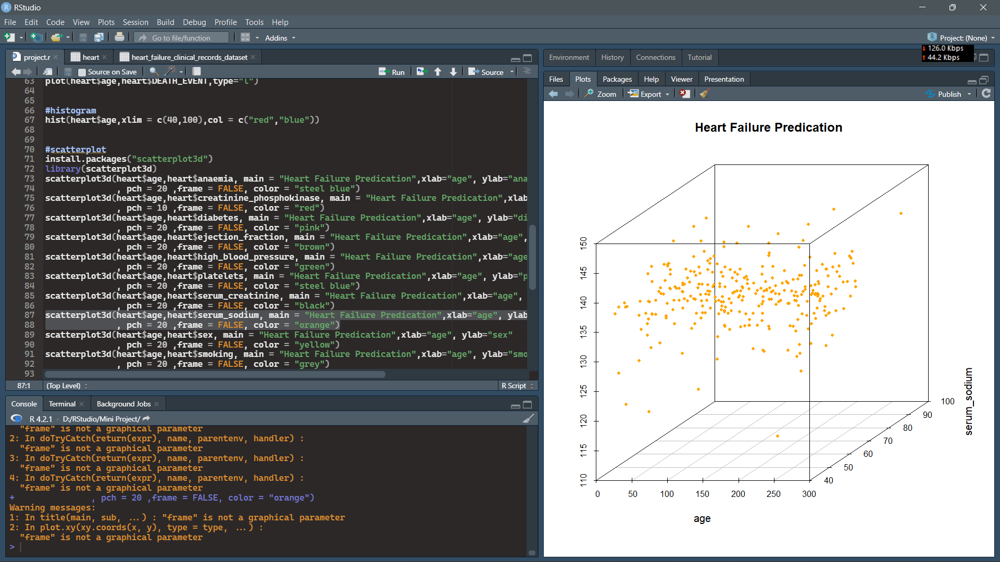 RStudio
File Edit Code View Plots Session Build Debug Profile Tools Help
Go to file/function Addins Project: (None)
126.0 Kbps
44.2 Kbps
project.r heart heart_failure_clinical_records_dataset
Source on Save Run Source
63 plot(heart$age,heart$DEATH_EVENT,type="l")
64
65
66 #histogram
67 hist(heart$age,xlim = c(40,100),col = c("red","blue"))
68
69
70 #scatterplot
71 install.packages("scatterplot3d")
72 library(scatterplot3d)
73 scatterplot3d(heart$age,heart$anaemia, main = "Heart Failure Predication",xlab="age", ylab="ana
74 , pch = 20 ,frame = FALSE, color = "steel blue")
75 scatterplot3d(heart$age,heart$creatinine_phosphokinase, main = "Heart Failure Predication",xlab
76 , pch = 10 ,frame = FALSE, color = "red")
77 scatterplot3d(heart$age,heart$diabetes, main = "Heart Failure Predication",xlab="age", ylab="di
78 , pch = 20 ,frame = FALSE, color = "pink")
79 scatterplot3d(heart$age,heart$ejection_fraction, main = "Heart Failure Predication",xlab="age",
80 , pch = 20 ,frame = FALSE, color = "brown")
81 scatterplot3d(heart$age,heart$high_blood_pressure, main = "Heart Failure Predication",xlab="age
82 , pch = 20 ,frame = FALSE, color = "green")
83 scatterplot3d(heart$age,heart$platelets, main = "Heart Failure Predication",xlab="age", ylab="p
84 , pch = 20 ,frame = FALSE, color = "steel blue")
85 scatterplot3d(heart$age,heart$serum_creatinine, main = "Heart Failure Predication",xlab="age",
86 , pch = 20 ,frame = FALSE, color = "black")
87 scatterplot3d(heart$age,heart$serum_sodium, main = "Heart Failure Predication",xlab="age", ylab
88 , pch = 20 ,frame = FALSE, color = "orange")
89 scatterplot3d(heart$age,heart$sex, main = "Heart Failure Predication",xlab="age", ylab="sex"
90 , pch = 20 ,frame = FALSE, color = "yellow")
91 scatterplot3d(heart$age,heart$smoking, main = "Heart Failure Predication",xlab="age", ylab="smo
92 , pch = 20 ,frame = FALSE, color = "grey")
93
87:1 (Top Level) R Script
Console Terminal Background Jobs
R 4.2.1 · D:/RStudio/Mini Project/
"frame" is not a graphical parameter
2: In doTryCatch(return(expr), name, parentenv, handler) :
"frame" is not a graphical parameter
3: In doTryCatch(return(expr), name, parentenv, handler) :
"frame" is not a graphical parameter
4: In doTryCatch(return(expr), name, parentenv, handler) :
"frame" is not a graphical parameter
+ , pch = 20 ,frame = FALSE, color = "orange")
Warning messages:
1: In title(main, sub, ...) : "frame" is not a graphical parameter
2: In plot.xy(xy.coords(x, y), type = type, ...) :
"frame" is not a graphical parameter
>
Environment History Connections Tutorial
Files Plots Packages Help Viewer Presentation
Zoom Export Publish
Heart Failure Predication
150
145
140
135
130
125
120
115
110
0 50 100 150 200 250 300
age
100
90
80
70
60
50
40
serum_sodium